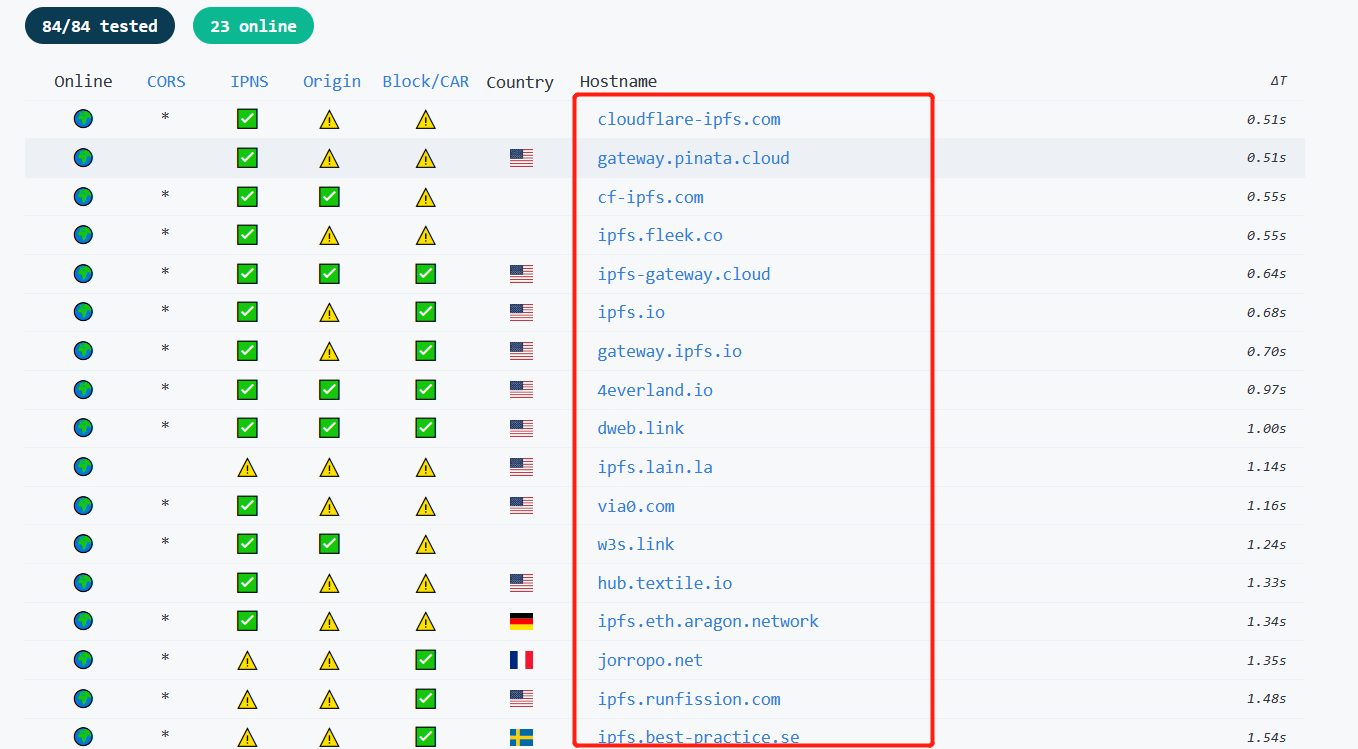 84/84 tested 23 online
Online CORS IPNS Origin Block/CAR Country Hostname ΔT
* cloudflare-ipfs.com 0.51s
gateway.pinata.cloud 0.51s
* cf-ipfs.com 0.55s
* ipfs.fleek.co 0.55s
* ipfs-gateway.cloud 0.64s
* ipfs.io 0.68s
* gateway.ipfs.io 0.70s
* 4everland.io 0.97s
* dweb.link 1.00s
ipfs.lain.la 1.14s
* via0.com 1.16s
* w3s.link 1.24s
hub.textile.io 1.33s
* ipfs.eth.aragon.network 1.34s
* jorropo.net 1.35s
* ipfs.runfission.com 1.48s
* ipfs.best-practice.se 1.54s